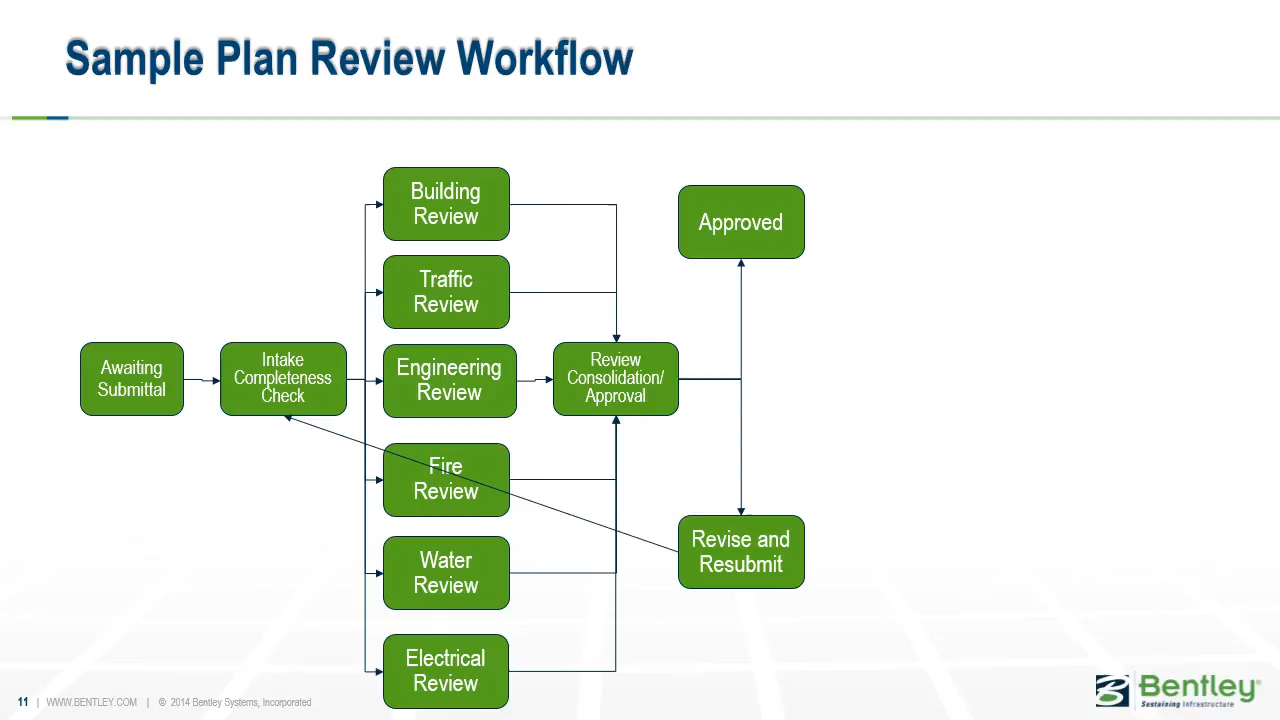 Sample Plan Review Workflow
Awaiting
Submittal
Intake
Completeness
Check
Building
Review
Traffic
Review
Engineering
Review
Fire
Review
Water
Review
Electrical
Review
Review
Consolidation/
Approval
Approved
Revise and
Resubmit
11 | WWW.BENTLEY.COM | © 2014 Bentley Systems, Incorporated
Bentley®
Sustaining Infrastructure